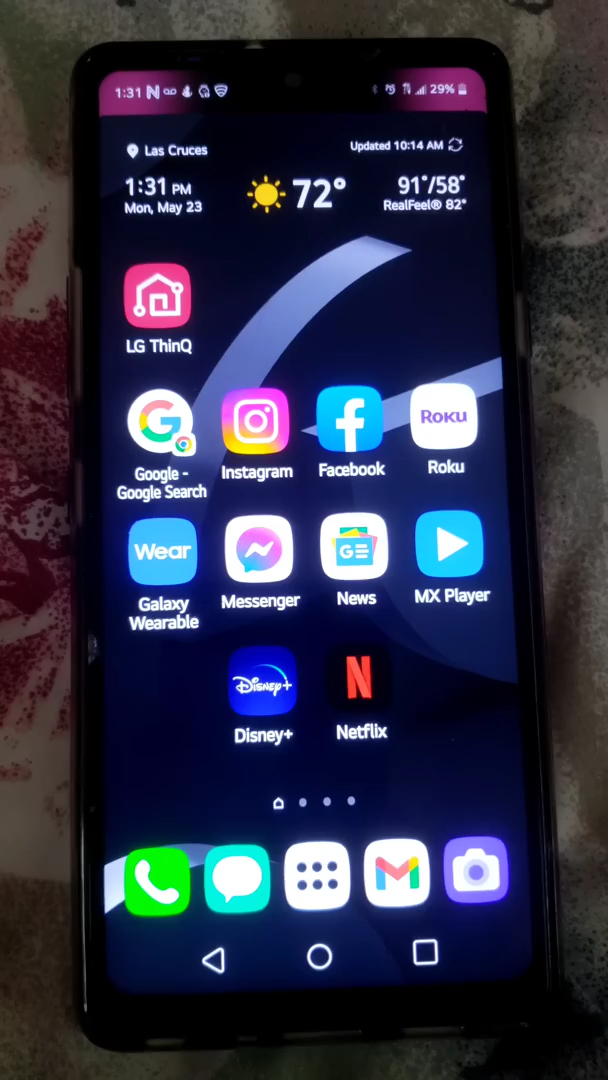 1:31
29%
Las Cruces
Updated 10:14 AM
1:31 PM
72°
91°/58°
Mon, May 23
RealFeel® 82°
LG ThinQ
Roku
Google -
Google Search
Instagram
Facebook
Roku
Wear
GE
Galaxy
Wearable
Messenger
News
MX Player
Disney+
N
Disney+
Netflix